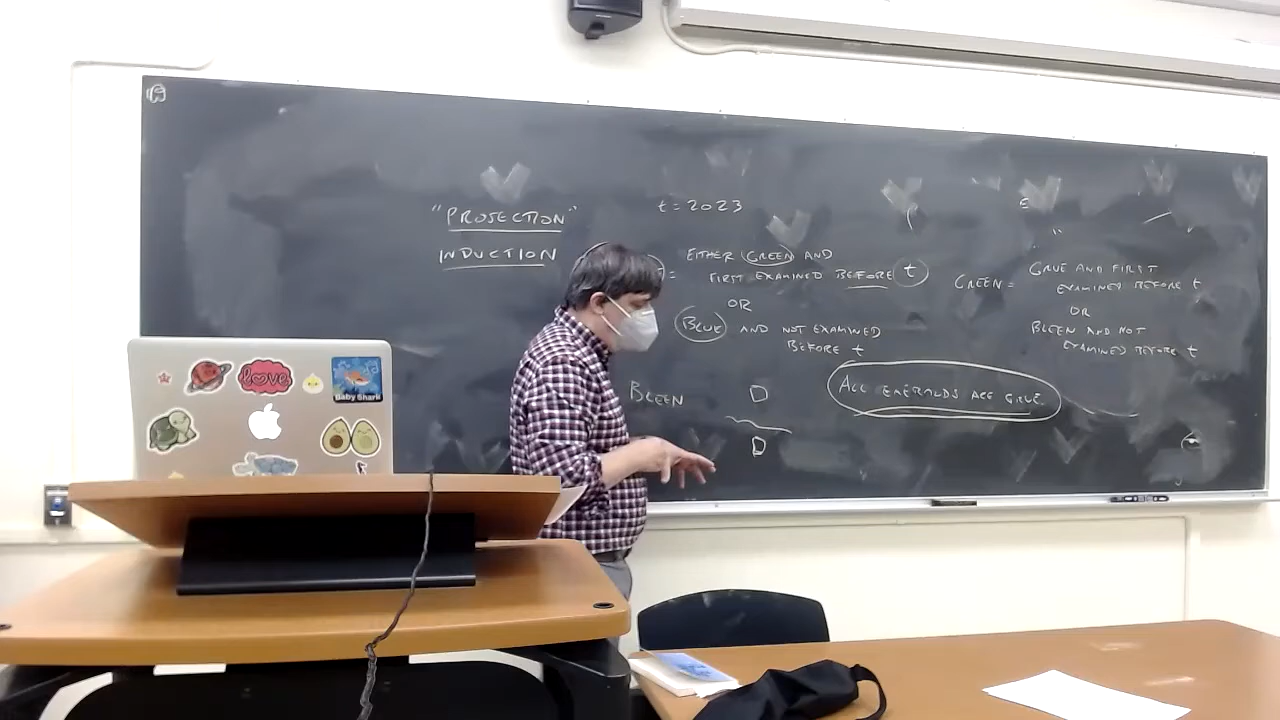 "PROJECTION"
INDUCTION
t = 2023
=
EITHER GREEN AND
FIRST EXAMINED BEFORE t
OR
BLUE AND NOT EXAMINED
BEFORE t
BLEEN
D
D
ALL EMERALDS ARE GRUE
GREEN =
GRUE AND FIRST
EXAMINED BEFORE t
OR
BLEEN AND NOT
EXAMINED BEFORE t
love
Baby Shark